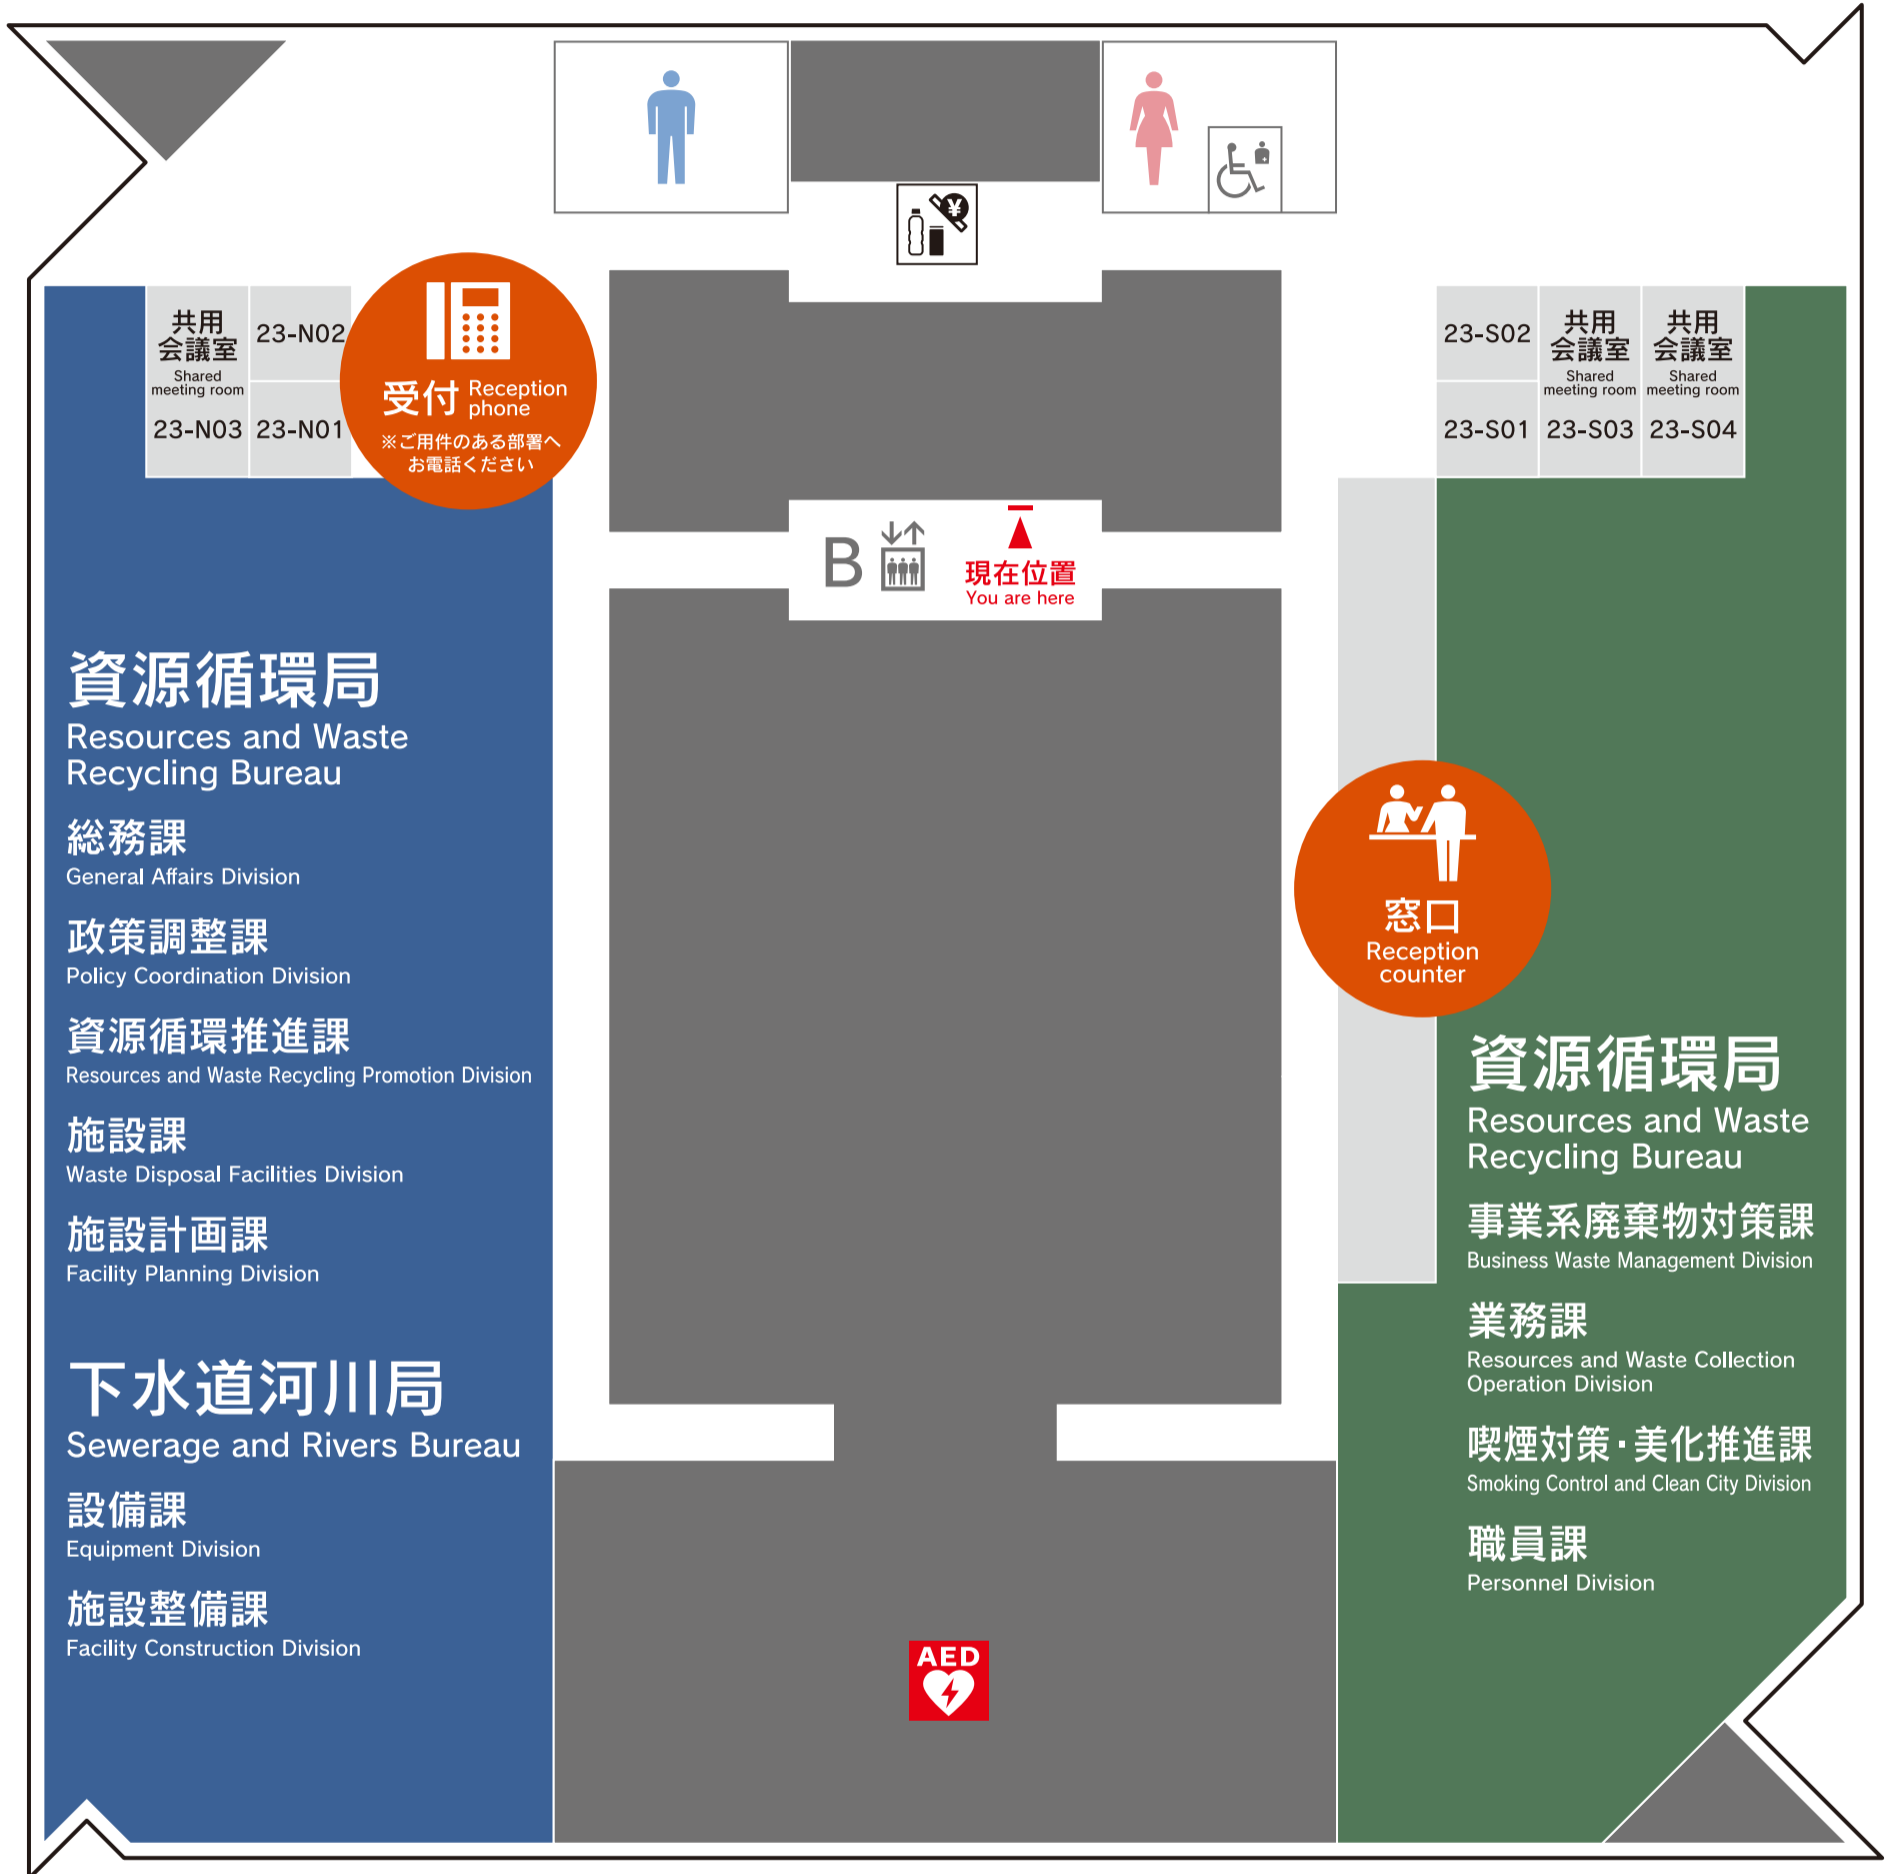 ¥
共用
会議室
Shared
meeting room
23-N03
23-N02
23-N01
受付
Reception
phone
※ご用件のある部署へ
お電話ください
23-S02
23-S01
共用
会議室
Shared
meeting room
23-S03
共用
会議室
Shared
meeting room
23-S04
B
現在位置
You are here
資源循環局
Resources and Waste
Recycling Bureau
総務課
General Affairs Division
政策調整課
Policy Coordination Division
資源循環推進課
Resources and Waste Recycling Promotion Division
施設課
Waste Disposal Facilities Division
施設計画課
Facility Planning Division
下水道河川局
Sewerage and Rivers Bureau
設備課
Equipment Division
施設整備課
Facility Construction Division
窓口
Reception
counter
資源循環局
Resources and Waste
Recycling Bureau
事業系廃棄物対策課
Business Waste Management Division
業務課
Resources and Waste Collection
Operation Division
喫煙対策・美化推進課
Smoking Control and Clean City Division
職員課
Personnel Division
AED